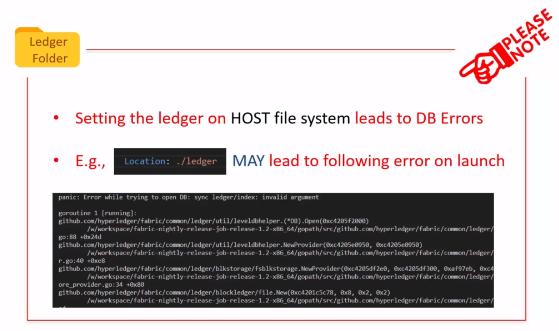 Ledger
Folder
PLEASE
NOTE
• Setting the ledger on HOST file system leads to DB Errors
• E.g., Location: ./ledger MAY lead to following error on launch
panic: Error while trying to open DB: sync ledger/index: invalid argument
goroutine 1 [running]:
github.com/hyperledger/fabric/common/ledger/util/leveldbhelper.(*DB).Open(0xc4205f2000)
/w/workspace/fabric-nightly-release-job-release-1.2-x86_64/gopath/src/github.com/hyperledger/fabric/common/ledger/
go:88 +0x24d
github.com/hyperledger/fabric/common/ledger/util/leveldbhelper.NewProvider(0xc4205e0950, 0xc4205e0950)
/w/workspace/fabric-nightly-release-job-release-1.2-x86_64/gopath/src/github.com/hyperledger/fabric/common/ledger/
r.go:40 +0xe8
github.com/hyperledger/fabric/common/ledger/blkstorage/fsblkstorage.NewProvider(0xc4205df2e0, 0xc4205df300, 0xaf97eb, 0xc4
/w/workspace/fabric-nightly-release-job-release-1.2-x86_64/gopath/src/github.com/hyperledger/fabric/common/ledger/
ore_provider.go:34 +0x80
github.com/hyperledger/fabric/common/ledger/blockledger/file.New(0xc4201c5c78, 0x8, 0x2, 0x2)
/w/workspace/fabric-nightly-release-job-release-1.2-x86_64/gopath/src/github.com/hyperledger/fabric/common/ledger/